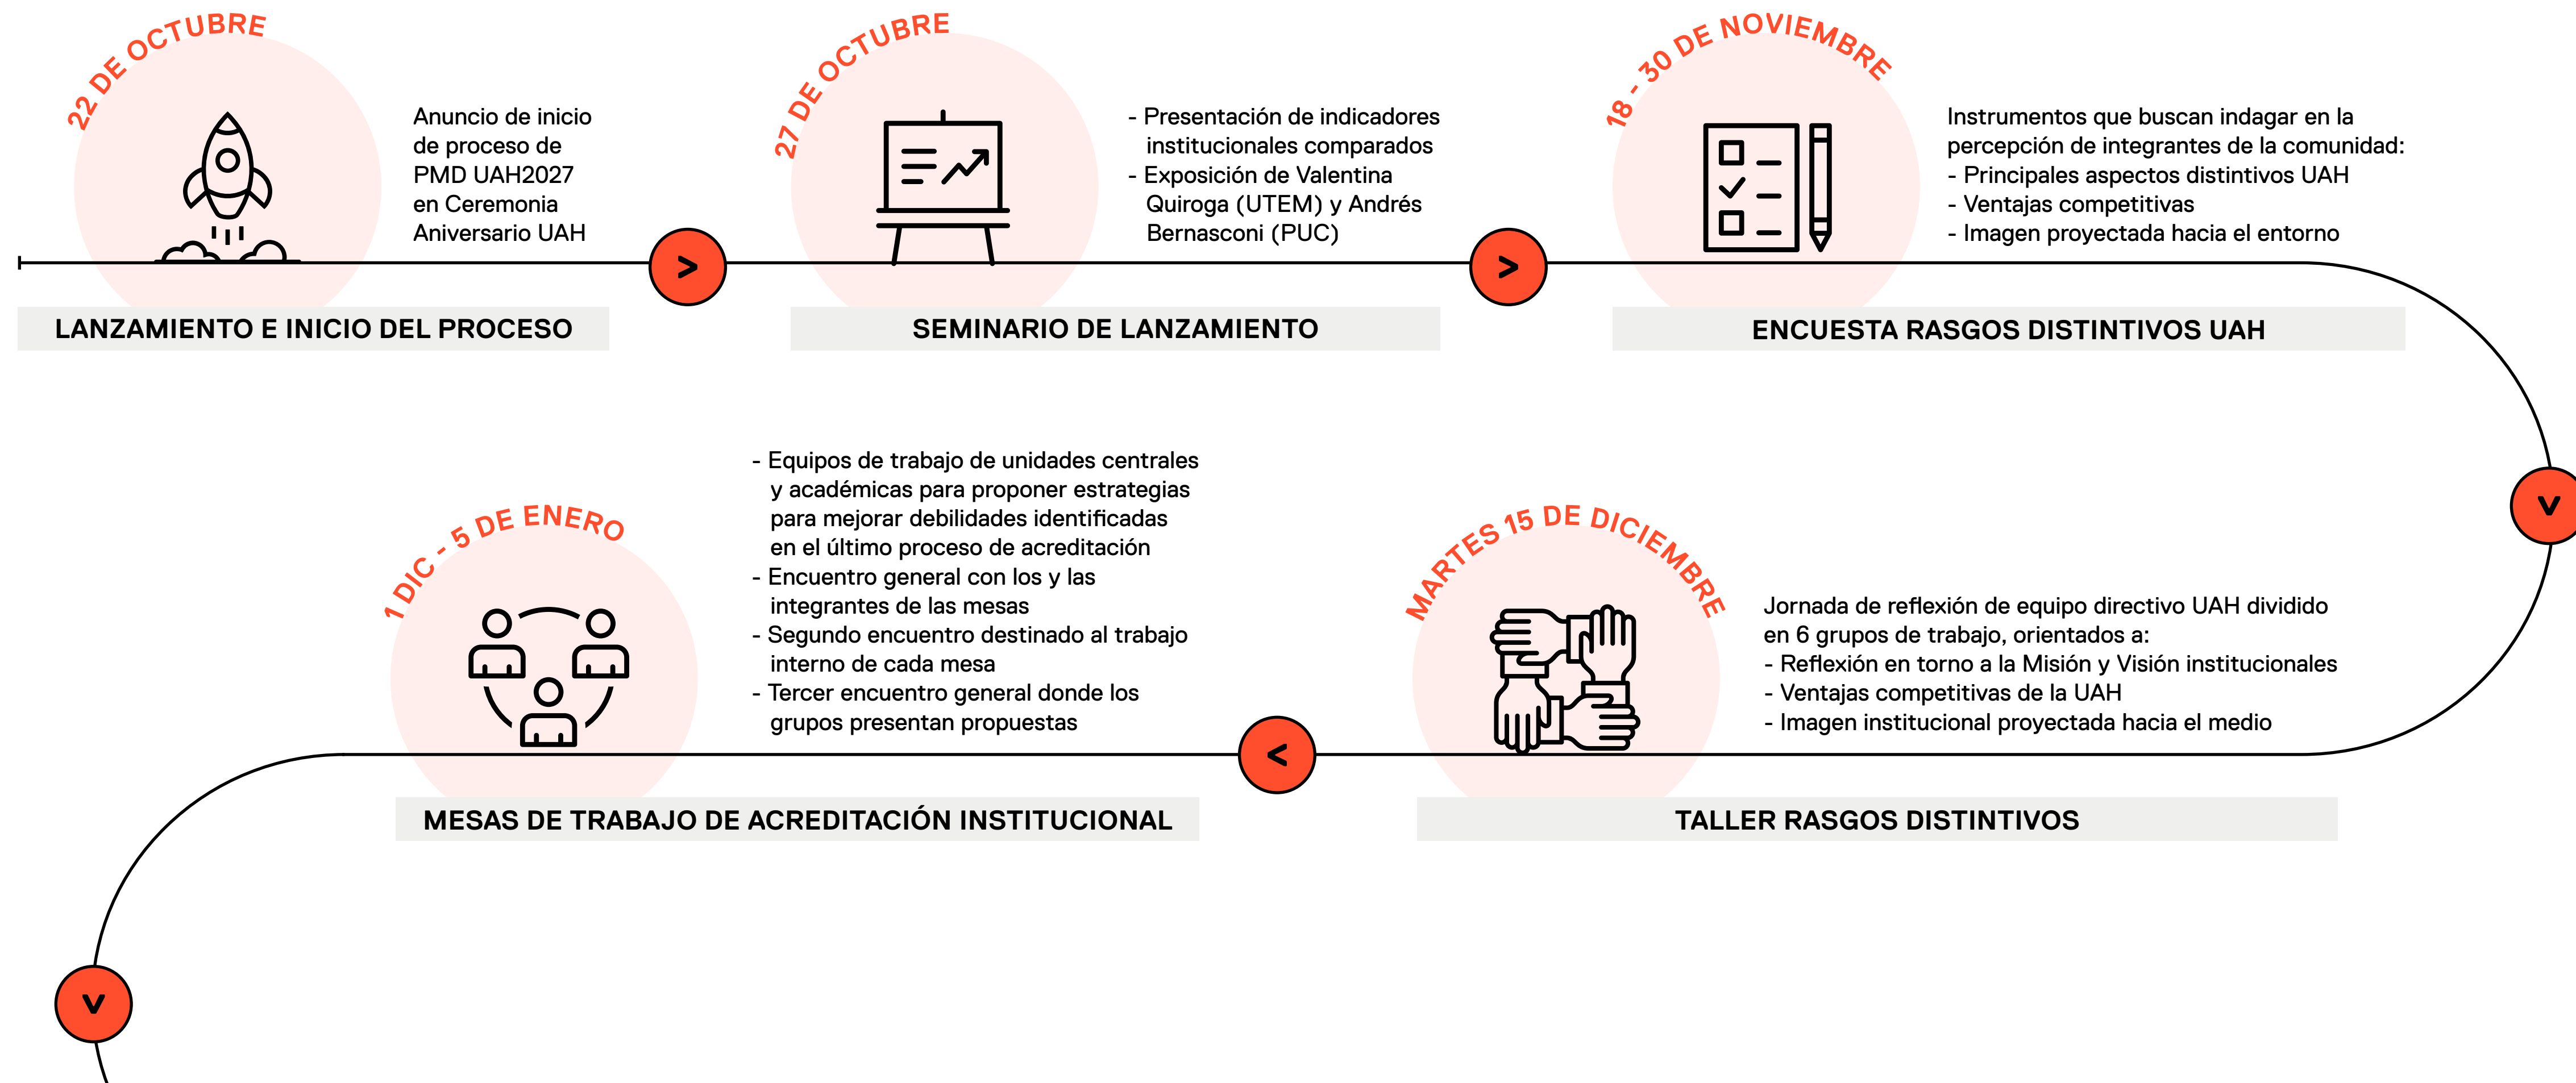 22 DE OCTUBRE
Anuncio de inicio
de proceso de
PMD UAH2027
en Ceremonia
Aniversario UAH
LANZAMIENTO E INICIO DEL PROCESO
>
27 DE OCTUBRE
- Presentación de indicadores
institucionales comparados
- Exposición de Valentina
Quiroga (UTEM) y Andrés
Bernasconi (PUC)
SEMINARIO DE LANZAMIENTO
>
18 - 30 DE NOVIEMBRE
Instrumentos que buscan indagar en la
percepción de integrantes de la comunidad:
- Principales aspectos distintivos UAH
- Ventajas competitivas
- Imagen proyectada hacia el entorno
ENCUESTA RASGOS DISTINTIVOS UAH
>
MARTES 15 DE DICIEMBRE
Jornada de reflexión de equipo directivo UAH dividido
en 6 grupos de trabajo, orientados a:
- Reflexión en torno a la Misión y Visión institucionales
- Ventajas competitivas de la UAH
- Imagen institucional proyectada hacia el medio
TALLER RASGOS DISTINTIVOS
<
1 DIC - 5 DE ENERO
- Equipos de trabajo de unidades centrales
y académicas para proponer estrategias
para mejorar debilidades identificadas
en el último proceso de acreditación
- Encuentro general con los y las
integrantes de las mesas
- Segundo encuentro destinado al trabajo
interno de cada mesa
- Tercer encuentro general donde los
grupos presentan propuestas
MESAS DE TRABAJO DE ACREDITACIÓN INSTITUCIONAL
>